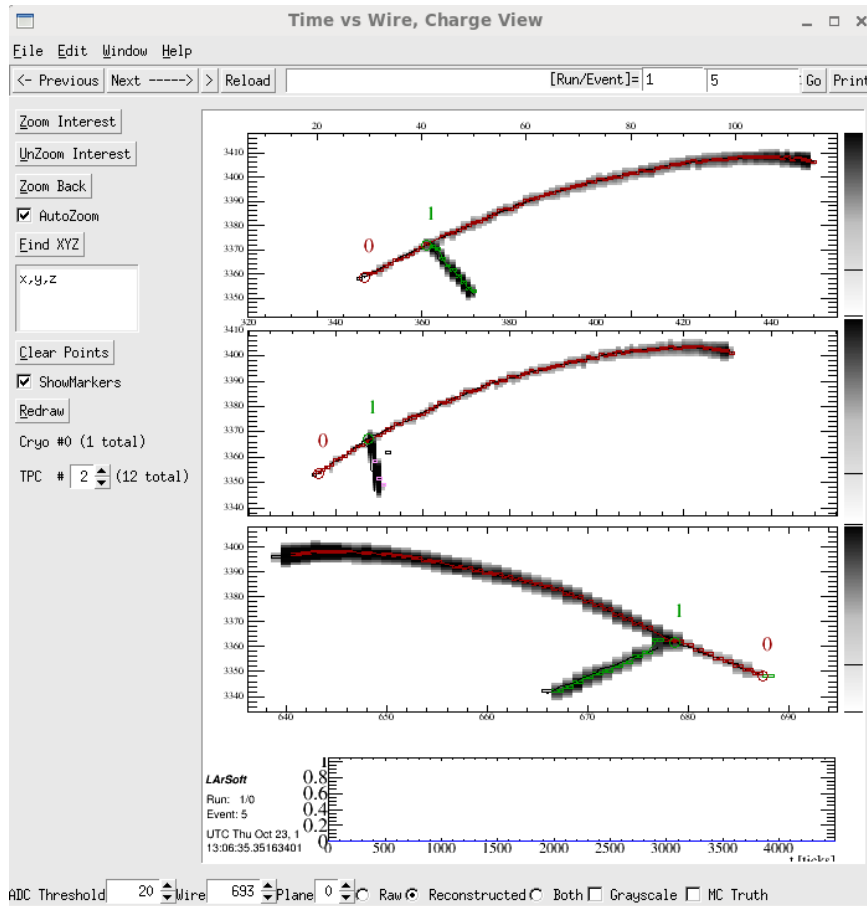 Time vs Wire, Charge View
File Edit Window Help
<- Previous Next -----> > Reload [Run/Event]= 1 5 Go Print
Zoom Interest
UnZoom Interest
Zoom Back
AutoZoom
Find XYZ
x,y,z
Clear Points
ShowMarkers
Redraw
Cryo #0 (1 total)
TPC # 2 (12 total)
20 40 60 80 100
3410
3400
3390
3380
3370
3360
3350
1
0
320 360 400 440
3410
3400
3390
3380
3370
3360
3350
3340
1
0
3400
3390
3380
3370
3360
3350
3340
1
0
640 650 660 670 680 690
LArSoft
Run: 1/0
Event: 5
UTC Thu Oct 23, 1
13:06:35.35163401
1
0.8
0.6
0.4
0.2
0
0 500 1000 1500 2000 2500 3000 3500 4000
t [ticks]
ADC Threshold 20 Wire 693 Plane 0 Raw Reconstructed Both Grayscale MC Truth